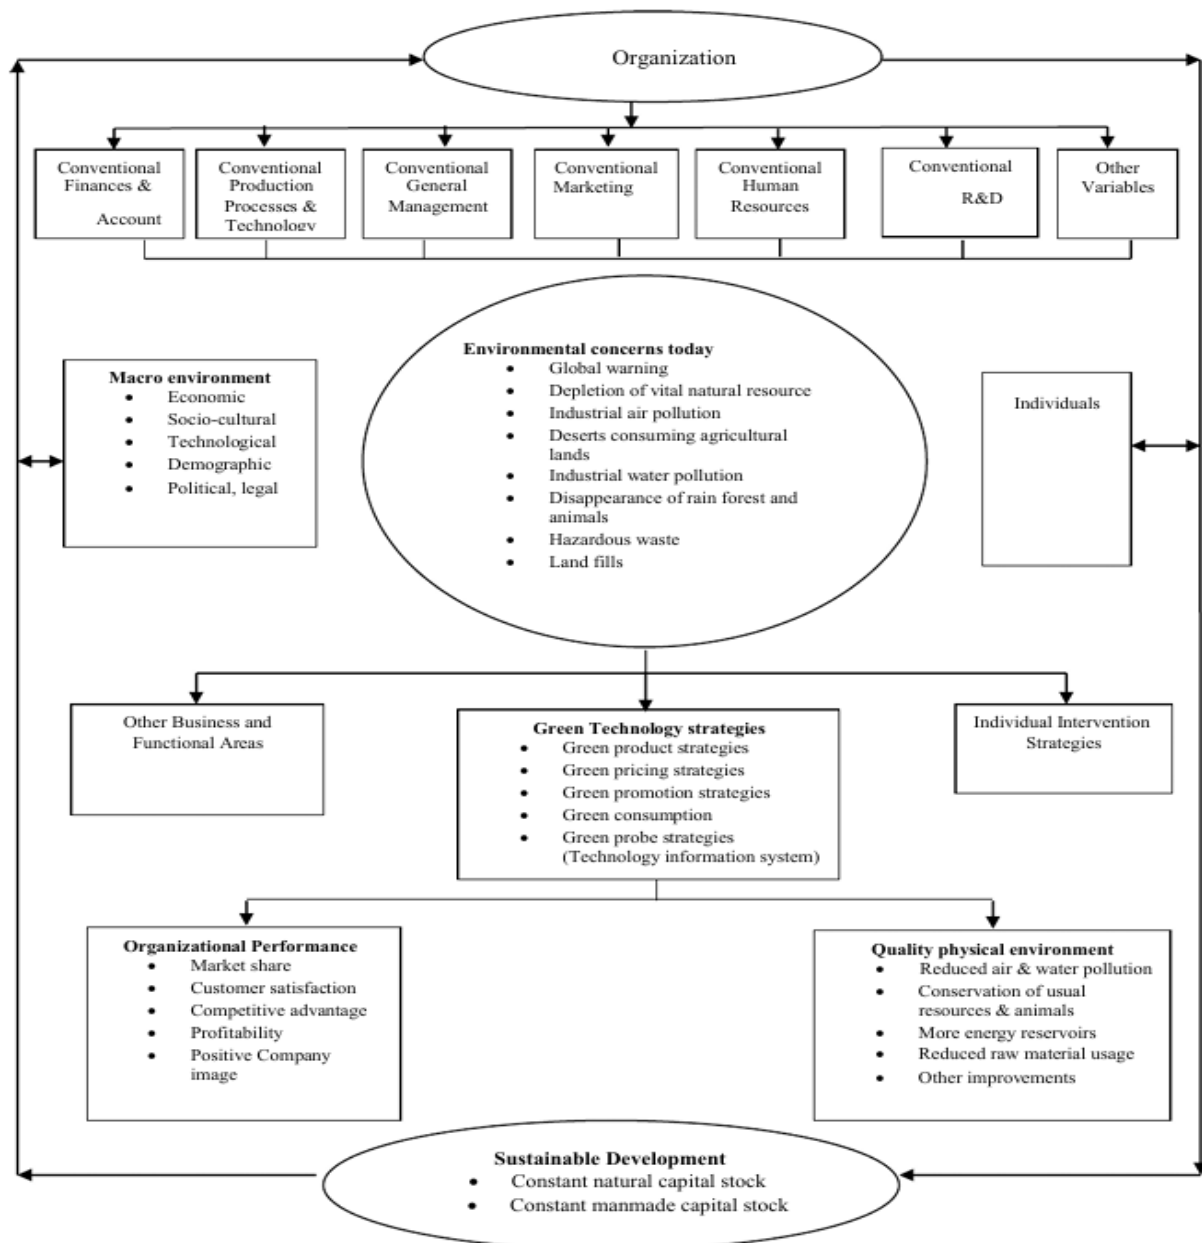 Organization
Conventional
Finances &
Account
Conventional
Production
Processes &
Technology
Conventional
General
Management
Conventional
Marketing
Conventional
Human
Resources
Conventional
R&D
Other
Variables
Macro environment
• Economic
• Socio-cultural
• Technological
• Demographic
• Political, legal
Environmental concerns today
• Global warning
• Depletion of vital natural resource
• Industrial air pollution
• Deserts consuming agricultural
lands
• Industrial water pollution
• Disappearance of rain forest and
animals
• Hazardous waste
• Land fills
Individuals
Other Business and
Functional Areas
Green Technology strategies
• Green product strategies
• Green pricing strategies
• Green promotion strategies
• Green consumption
• Green probe strategies
(Technology information system)
Individual Intervention
Strategies
Organizational Performance
• Market share
• Customer satisfaction
• Competitive advantage
• Profitability
• Positive Company
image
Quality physical environment
• Reduced air & water pollution
• Conservation of usual
resources & animals
• More energy reservoirs
• Reduced raw material usage
• Other improvements
Sustainable Development
• Constant natural capital stock
• Constant manmade capital stock